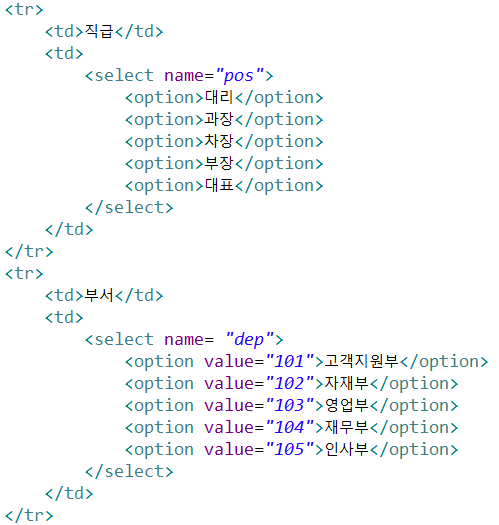 <tr>
    <td>직급</td>
    <td>
        <select name="pos">
            <option>대리</option>
            <option>과장</option>
            <option>차장</option>
            <option>부장</option>
            <option>대표</option>
        </select>
    </td>
</tr>
<tr>
    <td>부서</td>
    <td>
        <select name= "dep">
            <option value="101">고객지원부</option>
            <option value="102">자재부</option>
            <option value="103">영업부</option>
            <option value="104">재무부</option>
            <option value="105">인사부</option>
        </select>
    </td>
</tr>